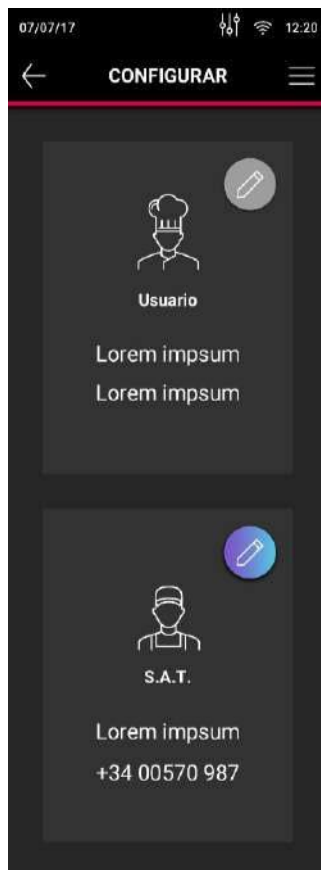 07/07/17 12:20
CONFIGURAR
Usuario
Lorem impsum
Lorem impsum
S.A.T.
Lorem impsum
+34 00570 987